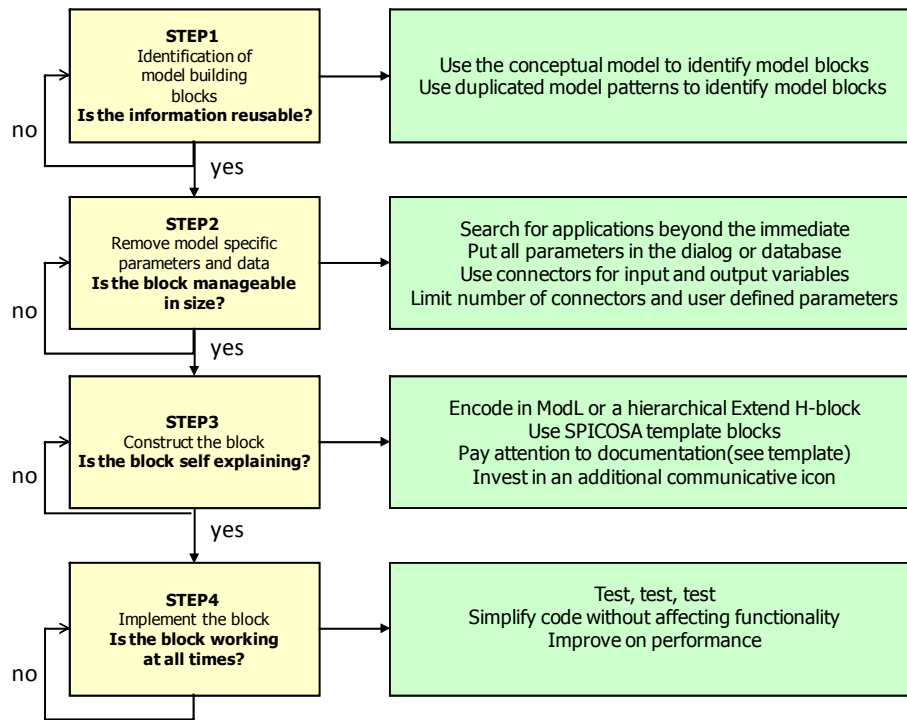 STEP1
Identification of
model building
blocks
Is the information reusable?
Use the conceptual model to identify model blocks
Use duplicated model patterns to identify model blocks
no
yes
STEP2
Remove model specific
parameters and data
Is the block manageable
in size?
Search for applications beyond the immediate
Put all parameters in the dialog or database
Use connectors for input and output variables
Limit number of connectors and user defined parameters
no
yes
STEP3
Construct the block
Is the block self explaining?
Encode in ModL or a hierarchical Extend H-block
Use SPICOSA template blocks
Pay attention to documentation(see template)
Invest in an additional communicative icon
no
yes
STEP4
Implement the block
Is the block working
at all times?
Test, test, test
Simplify code without affecting functionality
Improve on performance
no